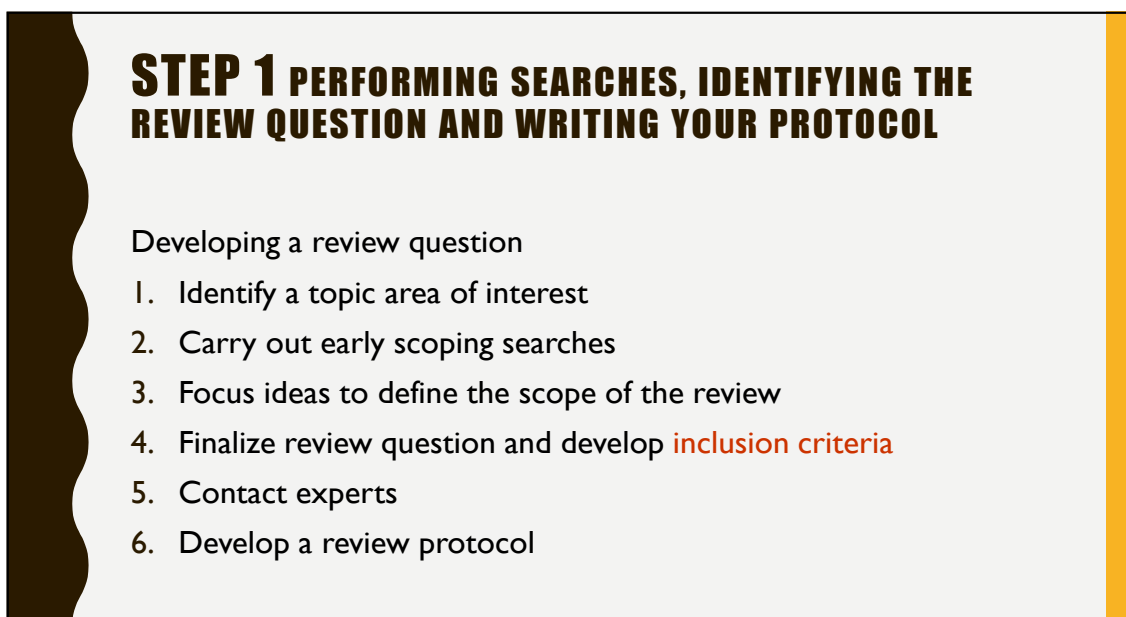 STEP 1 PERFORMING SEARCHES, IDENTIFYING THE
REVIEW QUESTION AND WRITING YOUR PROTOCOL
Developing a review question
1. Identify a topic area of interest
2. Carry out early scoping searches
3. Focus ideas to define the scope of the review
4. Finalize review question and develop inclusion criteria
5. Contact experts
6. Develop a review protocol